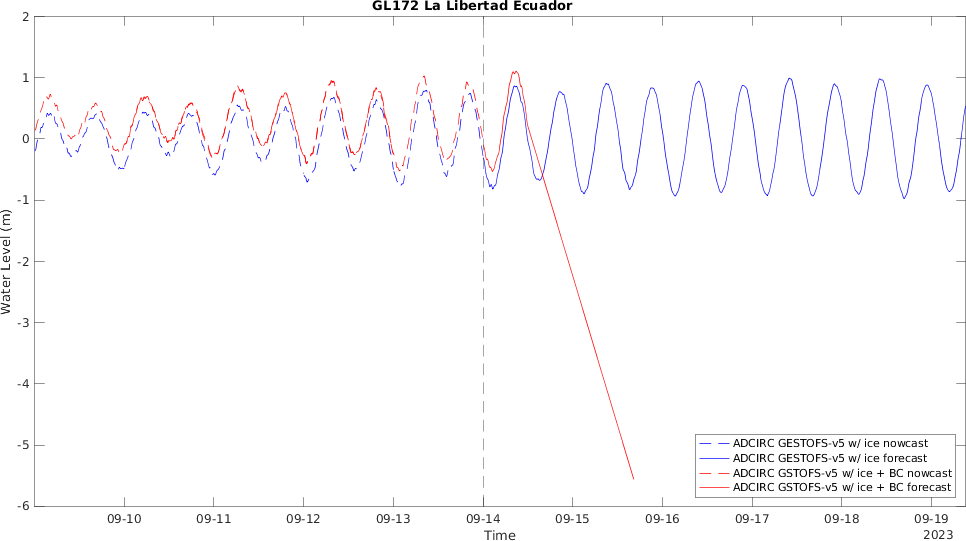 GL172 La Libertad Ecuador
2
1
0
-1
-2
-3
-4
-5
-6
Water Level (m)
ADCIRC GESTOFS-v5 w/ ice nowcast
ADCIRC GESTOFS-v5 w/ ice forecast
ADCIRC GSTOFS-v5 w/ ice + BC nowcast
ADCIRC GSTOFS-v5 w/ ice + BC forecast
09-10 09-11 09-12 09-13 09-14 09-15 09-16 09-17 09-18 09-19
Time
2023